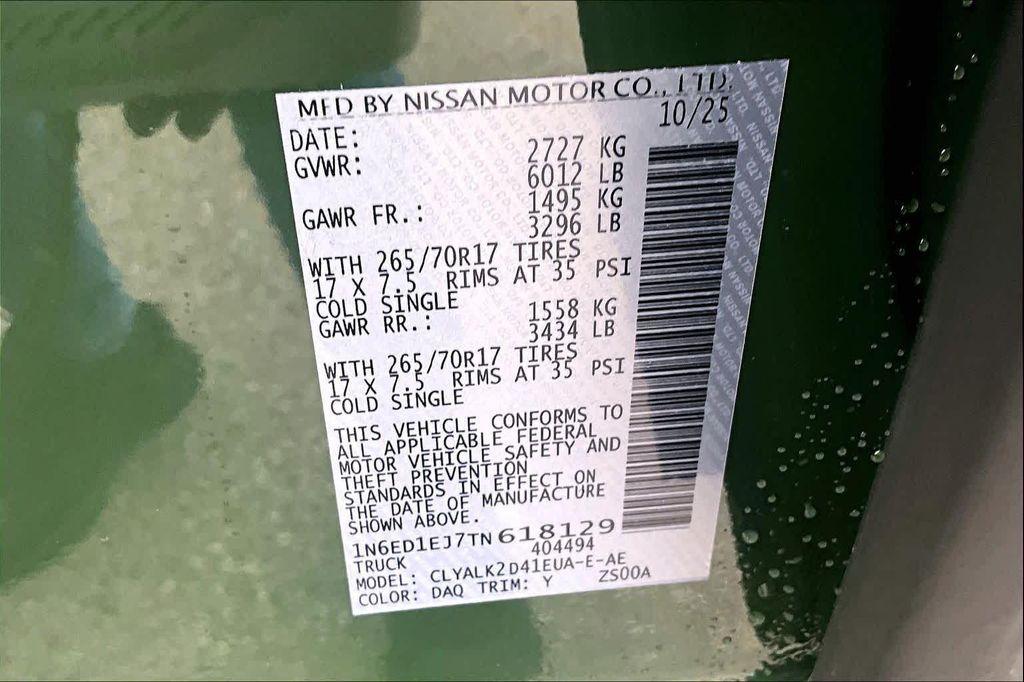 MFD BY NISSAN MOTOR CO., LTD.
DATE: 10/25
GVWR: 2727 KG
6012 LB
GAWR FR.: 1495 KG
3296 LB
WITH 265/70R17 TIRES
17 X 7.5 RIMS AT 35 PSI
COLD SINGLE
GAWR RR.: 1558 KG
3434 LB
WITH 265/70R17 TIRES
17 X 7.5 RIMS AT 35 PSI
COLD SINGLE
THIS VEHICLE CONFORMS TO
ALL APPLICABLE FEDERAL
MOTOR VEHICLE SAFETY AND
THEFT PREVENTION
STANDARDS IN EFFECT ON
THE DATE OF MANUFACTURE
SHOWN ABOVE.
1N6ED1EJ7TN618129
TRUCK 404494
MODEL: CLYALK2D41EUA-E-AE
COLOR: DAQ TRIM: Y ZS00A